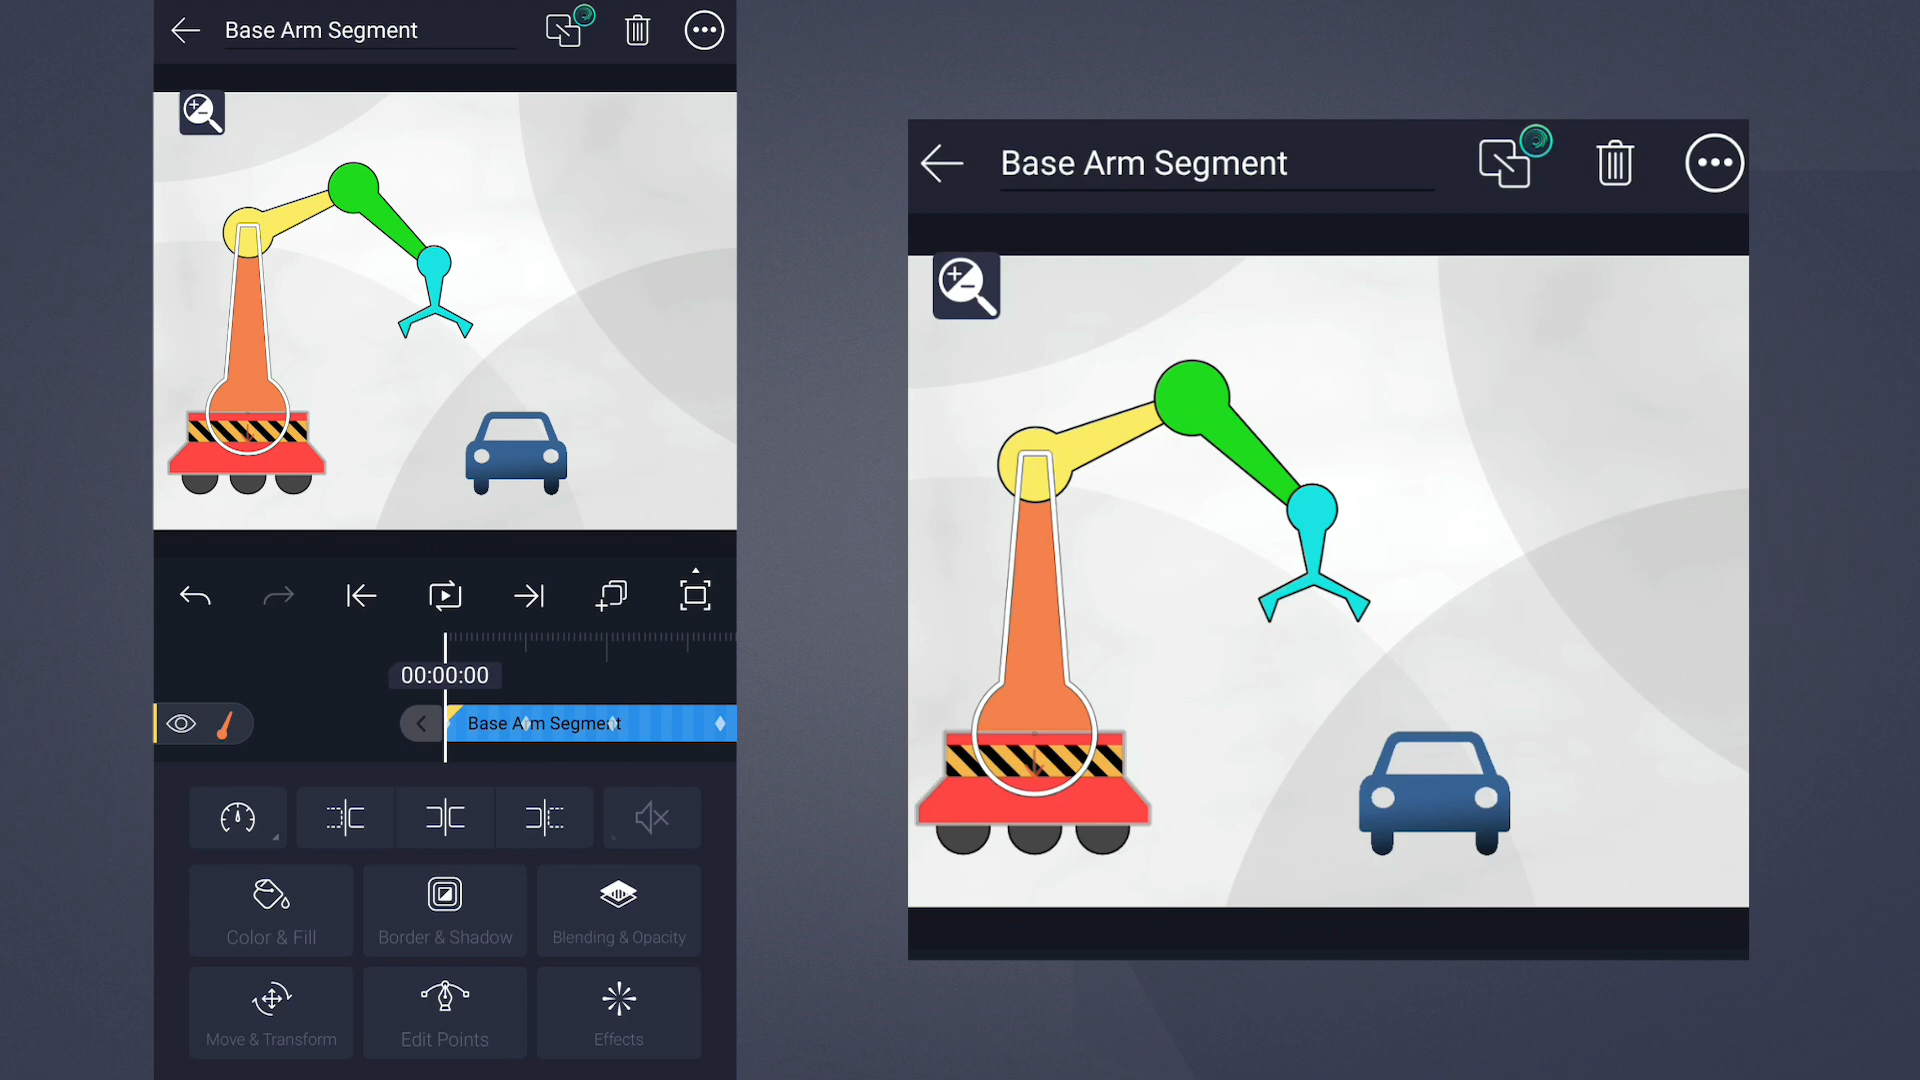 Base Arm Segment
00:00:00
Base Arm Segment
Color & Fill
Border & Shadow
Blending & Opacity
Move & Transform
Edit Points
Effects
Base Arm Segment